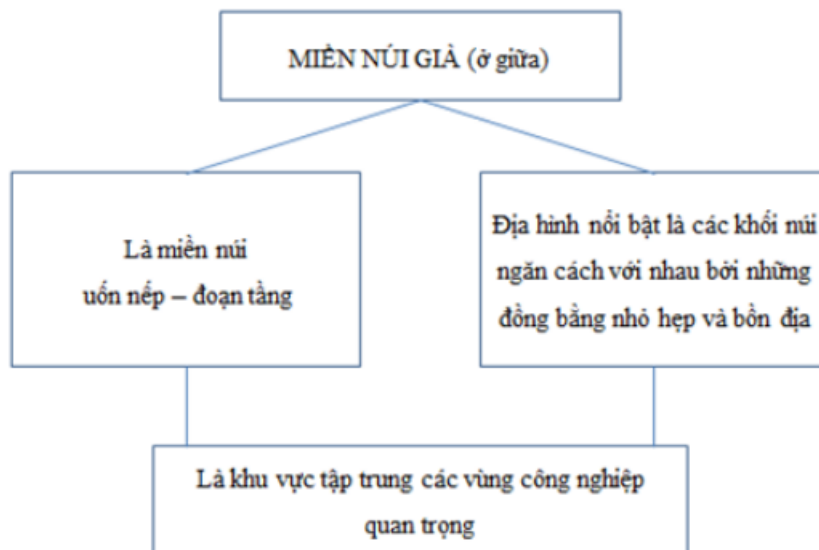 MIỀN NÚI GIÀ (ở giữa)
Là miền núi
uốn nếp – đoạn tầng
Địa hình nổi bật là các khối núi
ngăn cách với nhau bởi những
đồng bằng nhỏ hẹp và bồn địa
Là khu vực tập trung các vùng công nghiệp
quan trọng